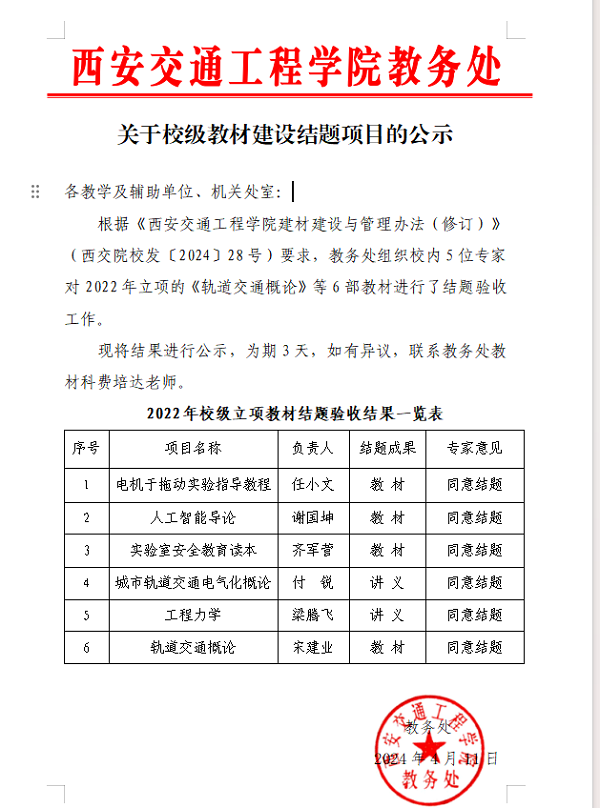 西安交通工程学院教务处
关于校级教材建设结题项目的公示
各教学及辅助单位、机关处室：
根据《西安交通工程学院建材建设与管理办法（修订）》
（西交院校发〔2024〕28号）要求，教务处组织校内5位专家
对2022年立项的《轨道交通概论》等6部教材进行了结题验收
工作。
现将结果进行公示，为期3天，如有异议，联系教务处教
材科费培达老师。
2022年校级立项教材结题验收结果一览表
序号 项目名称 负责人 结题成果 专家意见
1 电机于拖动实验指导教程 任小文 教 材 同意结题
2 人工智能导论 谢国坤 教 材 同意结题
3 实验室安全教育读本 齐军营 教 材 同意结题
4 城市轨道交通电气化概论 付 锐 讲 义 同意结题
5 工程力学 梁腾飞 讲 义 同意结题
6 轨道交通概论 宋建业 教 材 同意结题
教务处
2024年4月11日
西安交通工程学院
教务处